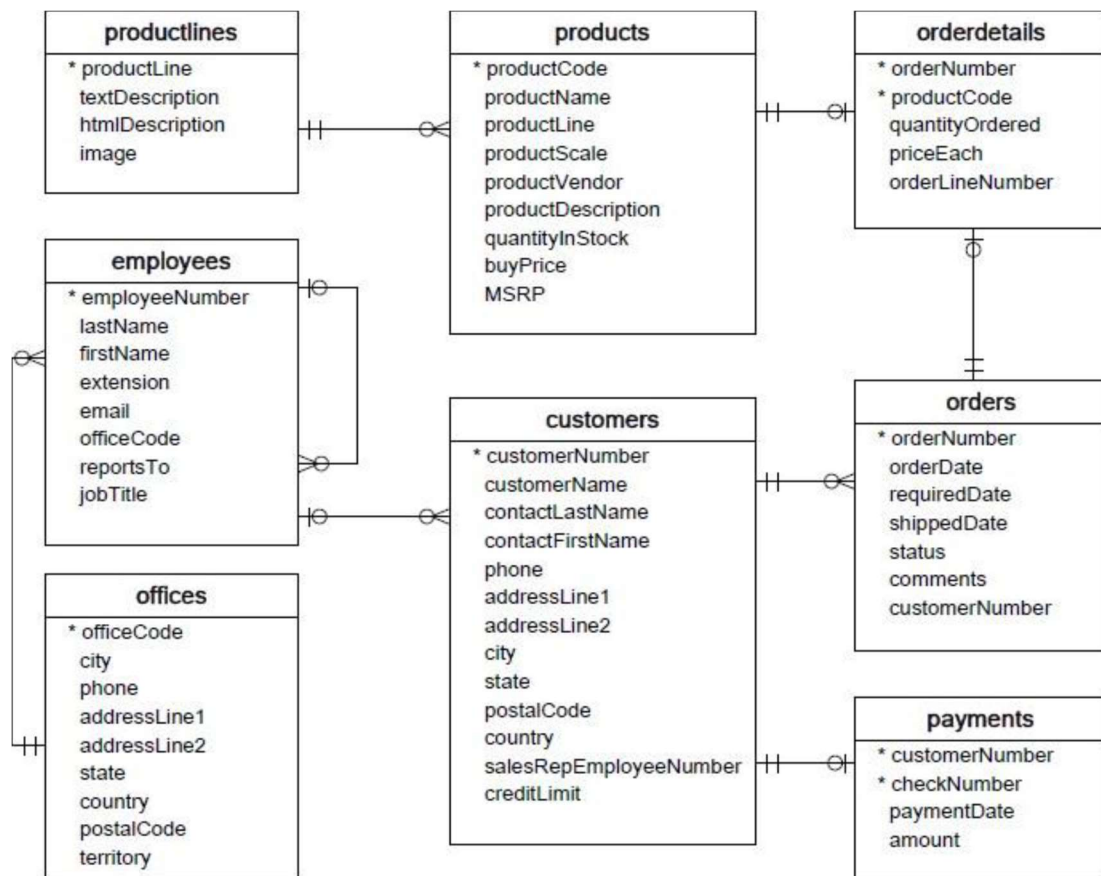 productlines
* productLine
textDescription
htmlDescription
image
products
* productCode
productName
productLine
productScale
productVendor
productDescription
quantityInStock
buyPrice
MSRP
orderdetails
* orderNumber
* productCode
quantityOrdered
priceEach
orderLineNumber
employees
* employeeNumber
lastName
firstName
extension
email
officeCode
reportsTo
jobTitle
customers
* customerNumber
customerName
contactLastName
contactFirstName
phone
addressLine1
addressLine2
city
state
postalCode
country
salesRepEmployeeNumber
creditLimit
orders
* orderNumber
orderDate
requiredDate
shippedDate
status
comments
customerNumber
offices
* officeCode
city
phone
addressLine1
addressLine2
state
country
postalCode
territory
payments
* customerNumber
* checkNumber
paymentDate
amount